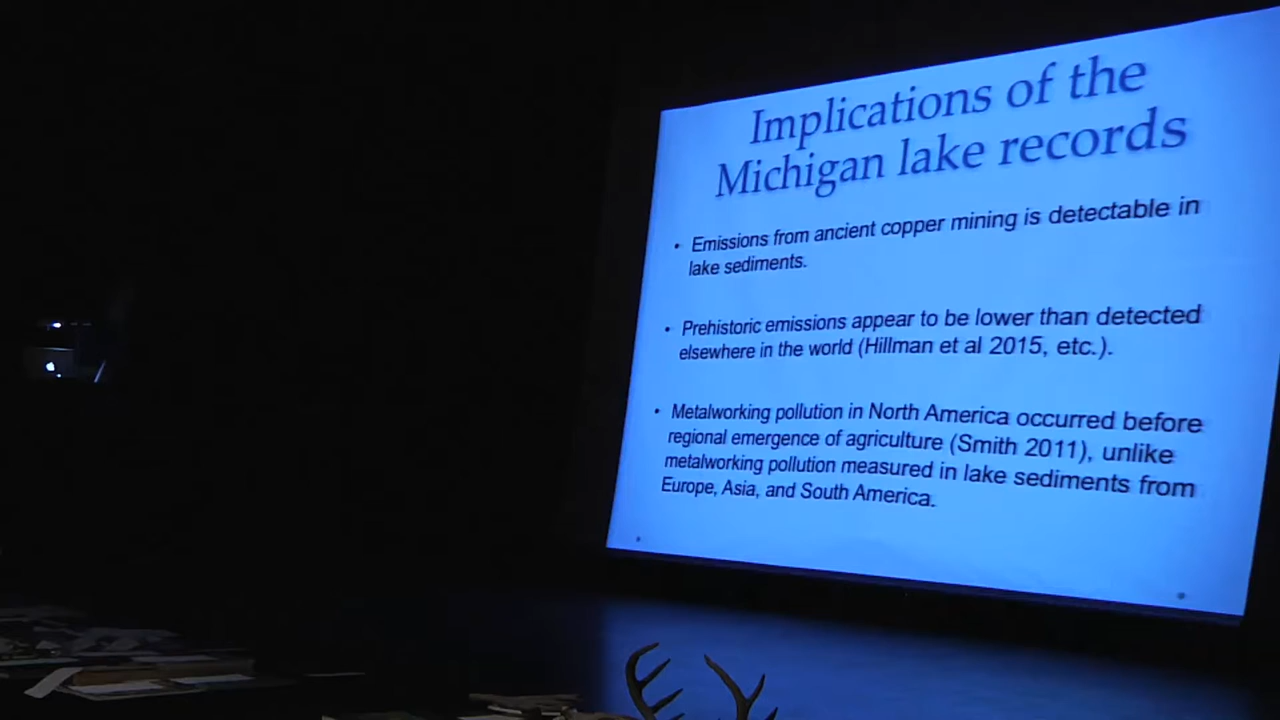 Implications of the
Michigan lake records
• Emissions from ancient copper mining is detectable in
lake sediments.
• Prehistoric emissions appear to be lower than detected
elsewhere in the world (Hillman et al 2015, etc.).
• Metalworking pollution in North America occurred before
regional emergence of agriculture (Smith 2011), unlike
metalworking pollution measured in lake sediments from
Europe, Asia, and South America.